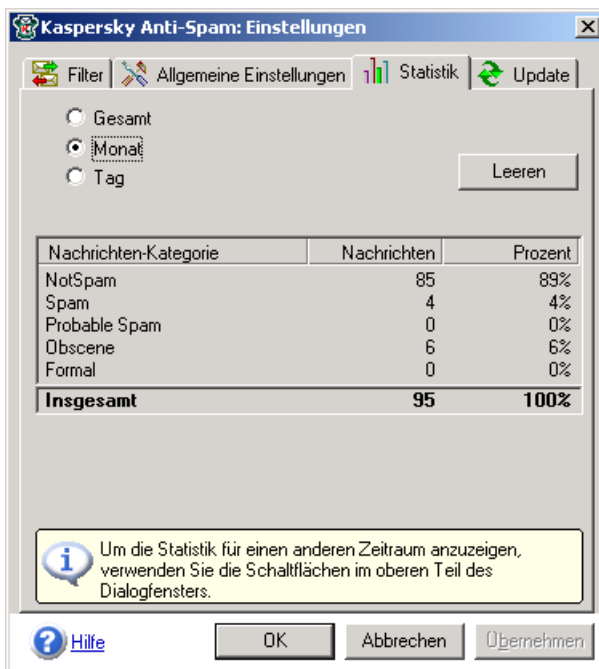 Kaspersky Anti-Spam: Einstellungen
Filter Allgemeine Einstellungen Statistik Update
Gesamt
Monat
Tag
Leeren
Nachrichten-Kategorie Nachrichten Prozent
NotSpam 85 89%
Spam 4 4%
Probable Spam 0 0%
Obscene 6 6%
Formal 0 0%
Insgesamt 95 100%
Um die Statistik für einen anderen Zeitraum anzuzeigen,
verwenden Sie die Schaltflächen im oberen Teil des
Dialogfensters.
Hilfe OK Abbrechen Übernehmen